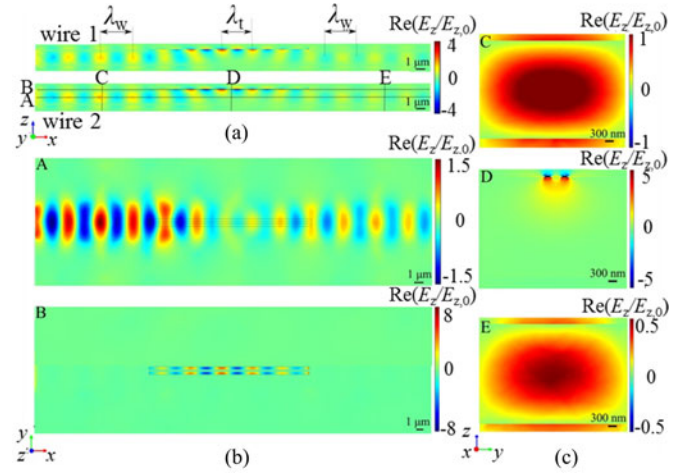 λw λt λw Re(Ez/Ez,0)
wire 1
4
0
-4
1 μm
C D E
B
A
1 μm
wire 2
z
y x
(a)
Re(Ez/Ez,0)
A
1.5
0
-1.5
1 μm
Re(Ez/Ez,0)
B
8
0
-8
1 μm
y
z x
(b)
Re(Ez/Ez,0)
C
1
0
-1
300 nm
Re(Ez/Ez,0)
D
5
0
-5
300 nm
Re(Ez/Ez,0)
E
0.5
0
-0.5
300 nm
z
x y
(c)